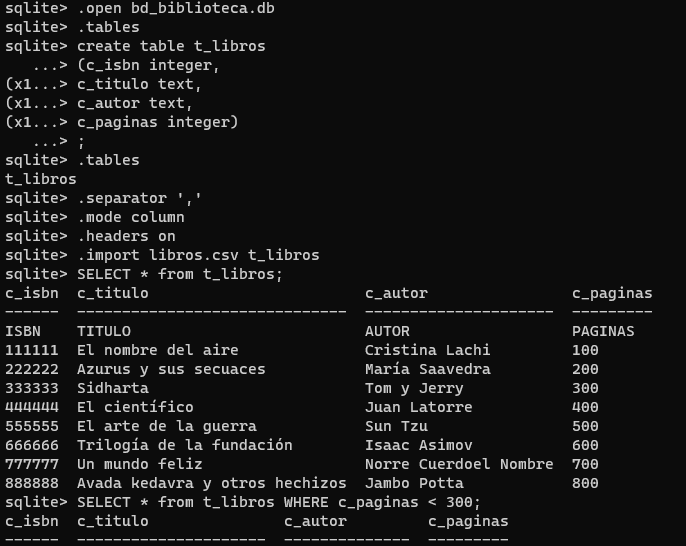 sqlite> .open bd_biblioteca.db
sqlite> .tables
sqlite> create table t_libros
   ...> (c_isbn integer,
(x1...> c_titulo text,
(x1...> c_autor text,
(x1...> c_paginas integer)
   ...> ;
sqlite> .tables
t_libros
sqlite> .separator ','
sqlite> .mode column
sqlite> .headers on
sqlite> .import libros.csv t_libros
sqlite> SELECT * from t_libros;
c_isbn  c_titulo                        c_autor                c_paginas
------  ------------------------------  ---------------------  ---------
ISBN    TITULO                          AUTOR                  PAGINAS
111111  El nombre del aire              Cristina Lachi         100
222222  Azurus y sus secuaces           María Saavedra         200
333333  Sidharta                        Tom y Jerry            300
444444  El científico                   Juan Latorre           400
555555  El arte de la guerra            Sun Tzu                500
666666  Trilogía de la fundación        Isaac Asimov           600
777777  Un mundo feliz                  Norre Cuerdoel Nombre  700
888888  Avada kedavra y otros hechizos  Jambo Potta            800
sqlite> SELECT * from t_libros WHERE c_paginas < 300;
c_isbn  c_titulo               c_autor         c_paginas
------  ---------------------  --------------  ---------